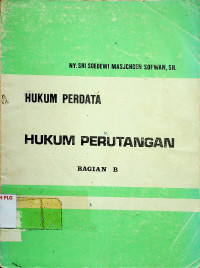 NY. SRI SOEDEWI MASJCHOEN SOFWAN, SH.
HUKUM PERDATA
HUKUM PERUTANGAN
BAGIAN B